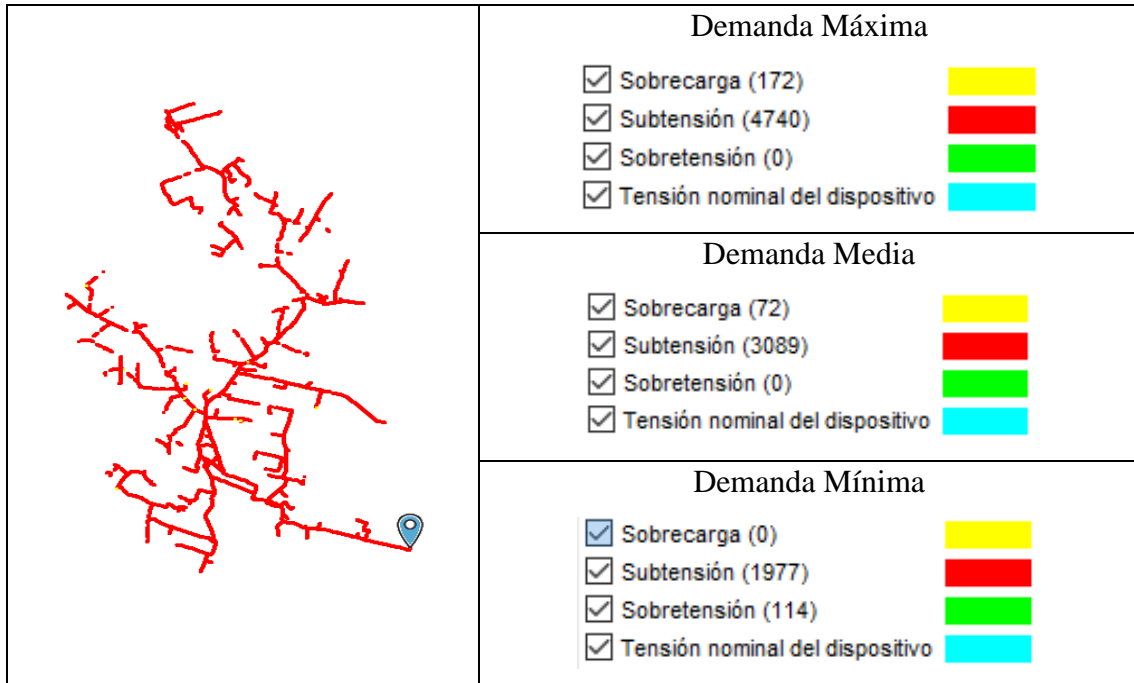 Demanda Máxima
Sobrecarga (172)
Subtensión (4740)
Sobretensión (0)
Tensión nominal del dispositivo
Demanda Media
Sobrecarga (72)
Subtensión (3089)
Sobretensión (0)
Tensión nominal del dispositivo
Demanda Mínima
Sobrecarga (0)
Subtensión (1977)
Sobretensión (114)
Tensión nominal del dispositivo